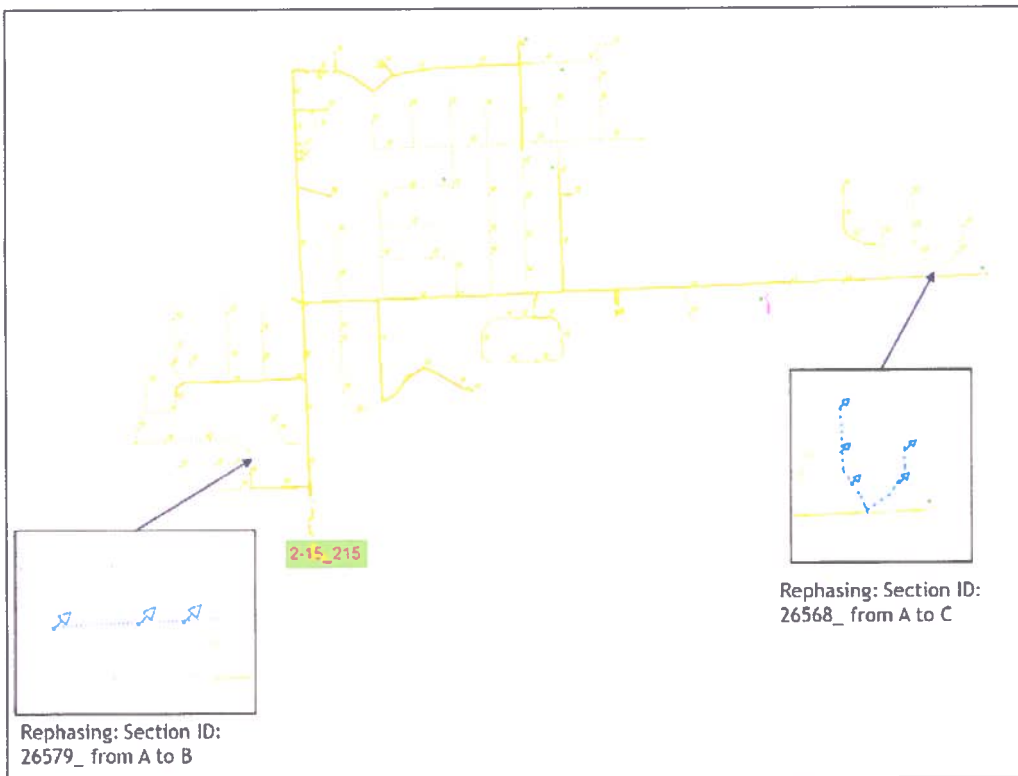 2-15_215
Rephasing: Section ID:
26568_ from A to C
Rephasing: Section ID:
26579_ from A to B